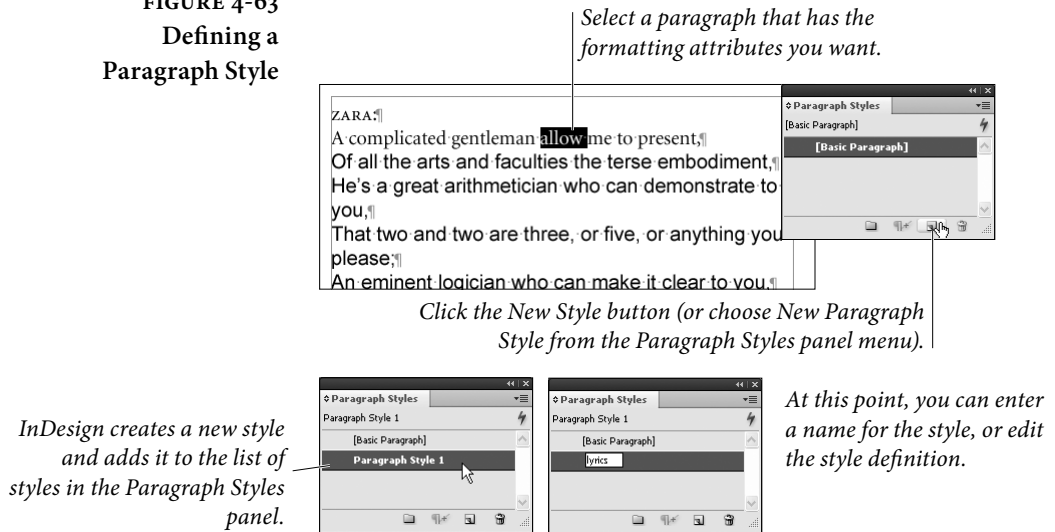 FIGURE 4-63
Defining a
Paragraph Style
Select a paragraph that has the
formatting attributes you want.
ZARA:¶
A·complicated·gentleman·allow·me·to·present,¶
Of·all·the·arts·and·faculties·the·terse·embodiment,¶
He's·a·great·arithmetician·who·can·demonstrate·to·
you,¶
That·two·and·two·are·three,·or·five,·or·anything·you·
please;¶
An·eminent·logician·who·can·make·it·clear·to·you,¶
Paragraph Styles
[Basic Paragraph]
[Basic Paragraph]
Click the New Style button (or choose New Paragraph
Style from the Paragraph Styles panel menu).
InDesign creates a new style
and adds it to the list of
styles in the Paragraph Styles
panel.
Paragraph Styles
Paragraph Style 1
[Basic Paragraph]
Paragraph Style 1
Paragraph Styles
Paragraph Style 1
[Basic Paragraph]
lyrics
At this point, you can enter
a name for the style, or edit
the style definition.